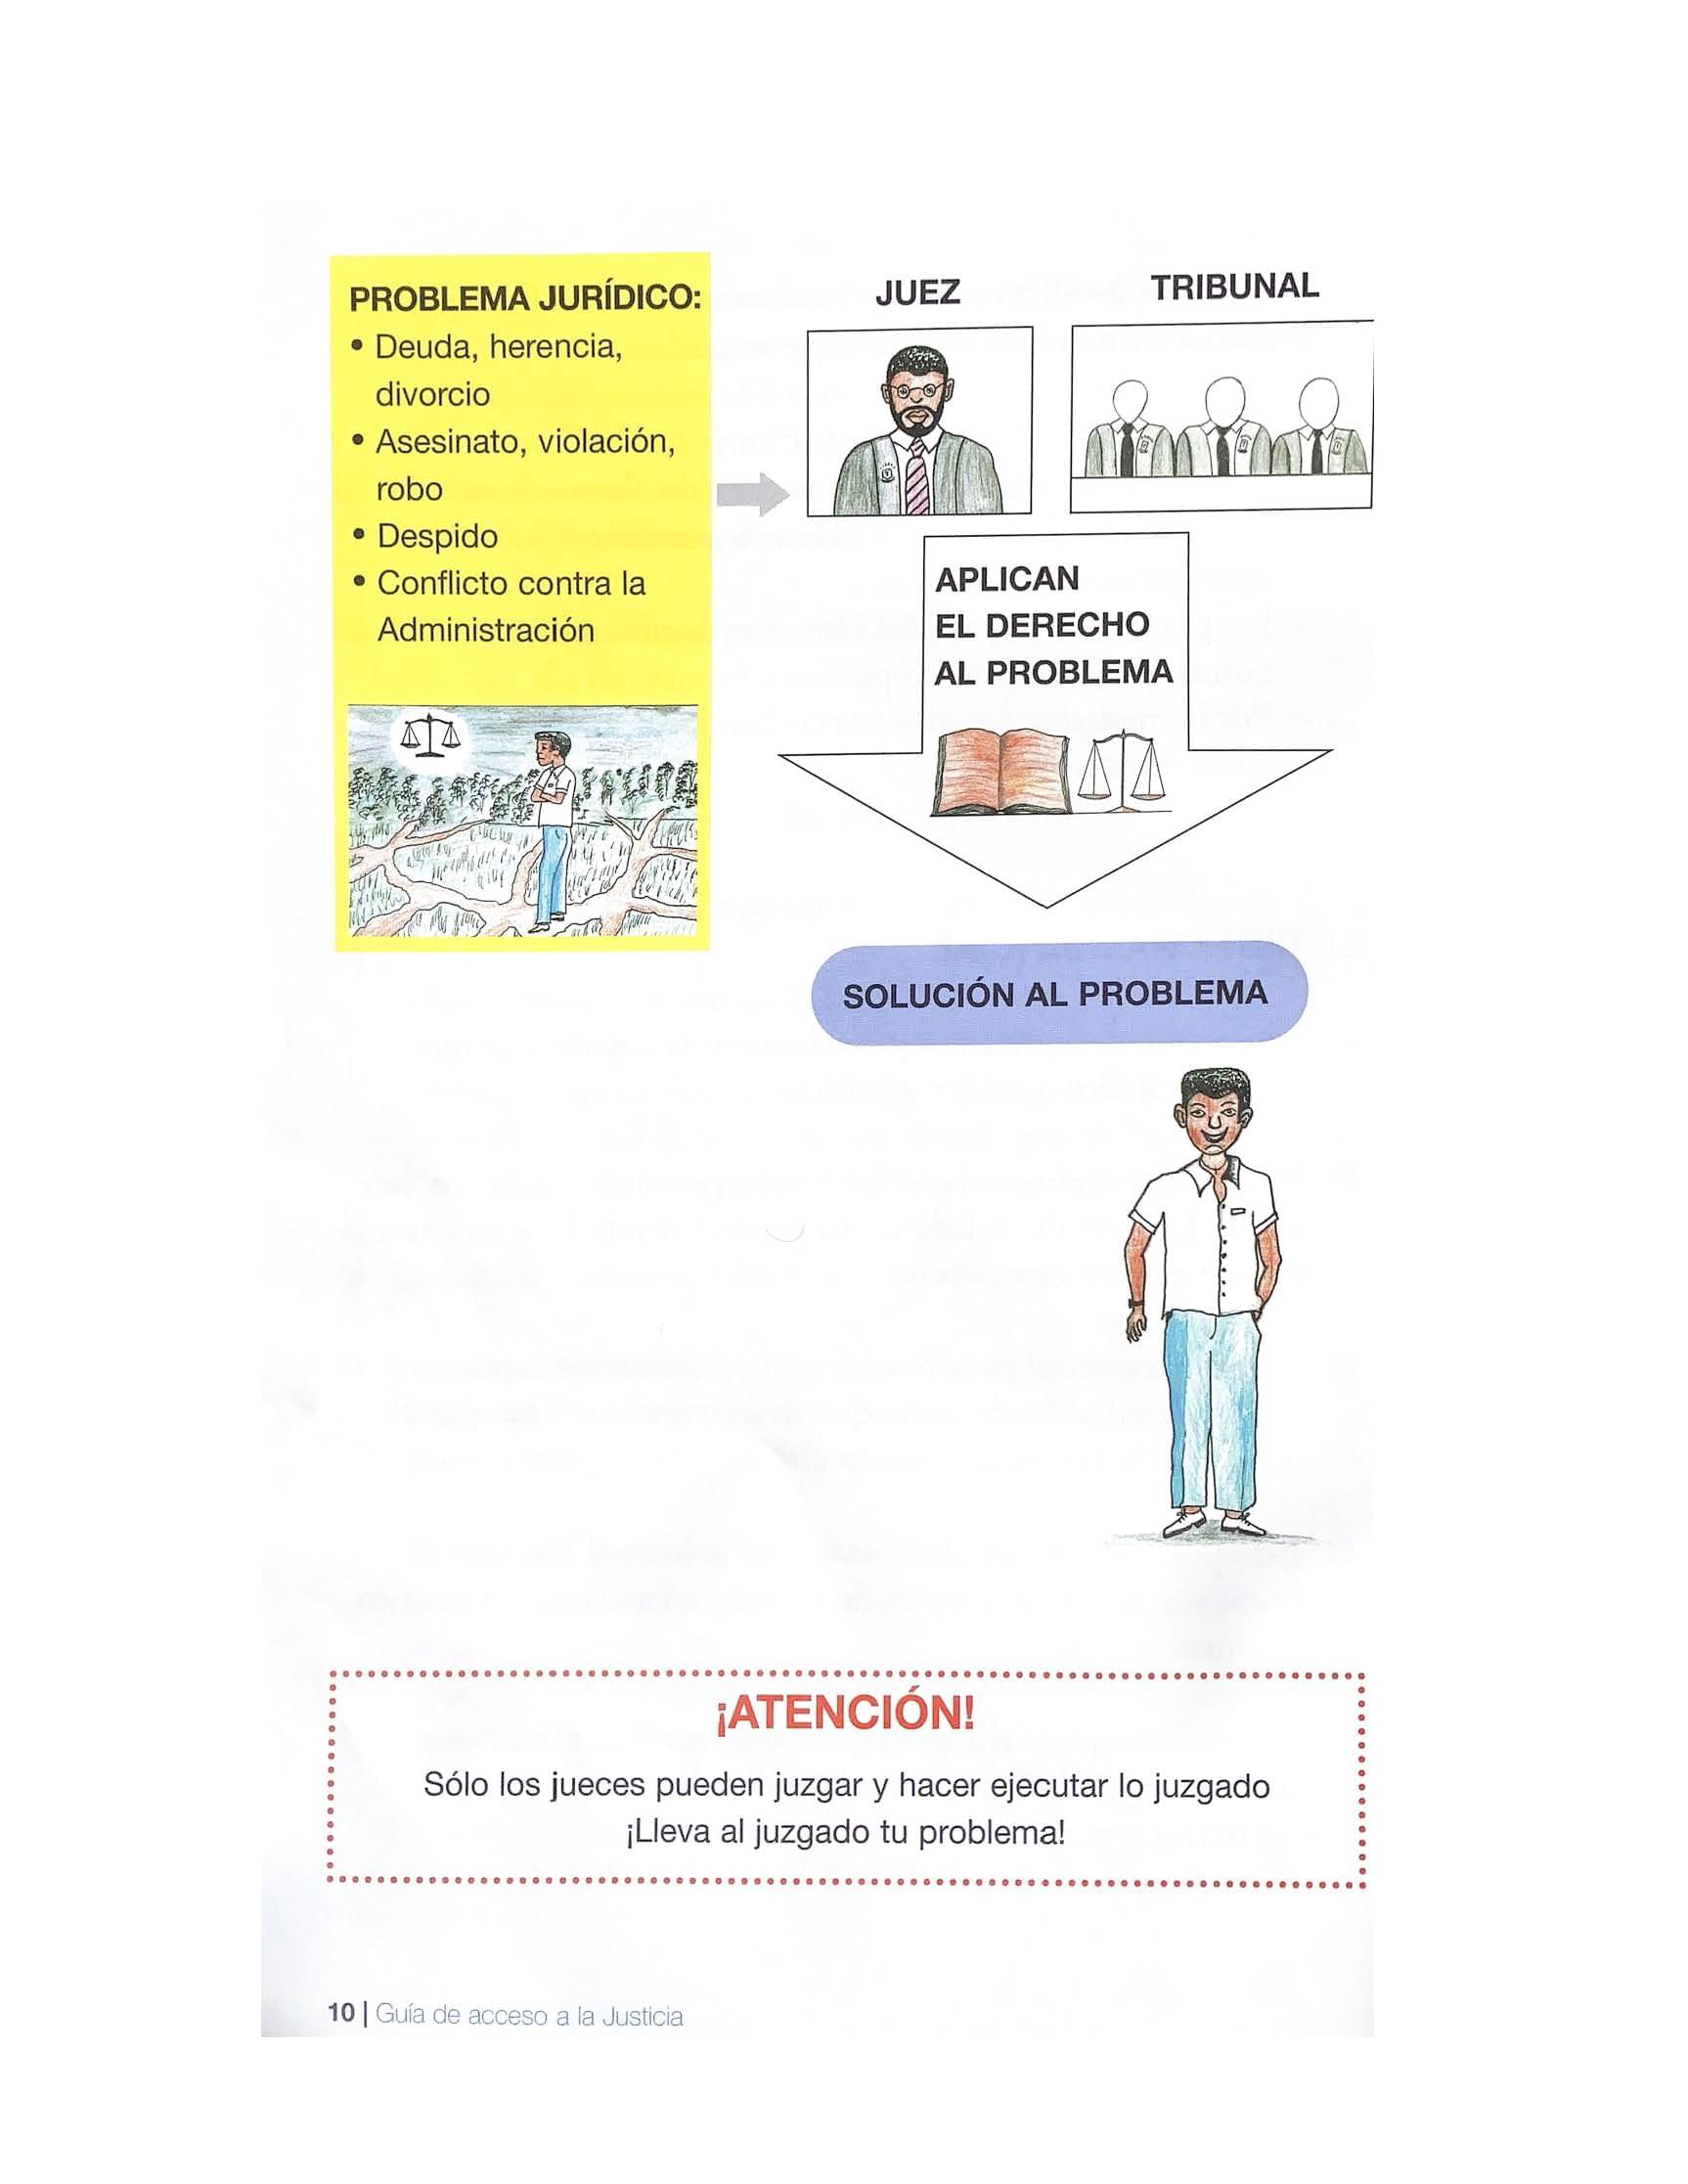 PROBLEMA JURÍDICO:
• Deuda, herencia,
divorcio
• Asesinato, violación,
robo
• Despido
• Conflicto contra la
Administración
JUEZ
TRIBUNAL
APLICAN
EL DERECHO
AL PROBLEMA
SOLUCIÓN AL PROBLEMA
¡ATENCIÓN!
Sólo los jueces pueden juzgar y hacer ejecutar lo juzgado
¡Lleva al juzgado tu problema!
10 | Guía de acceso a la Justicia